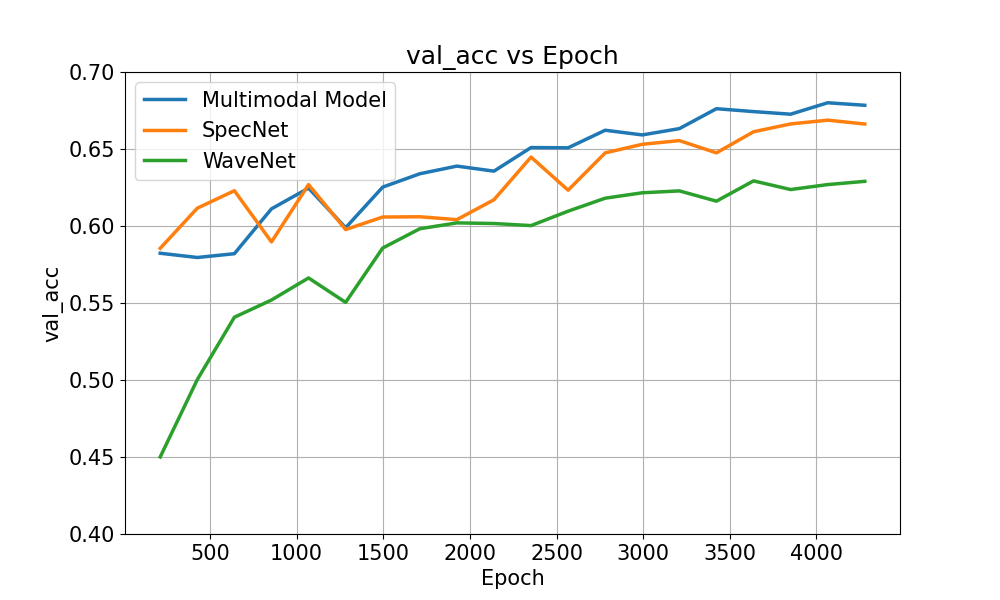 val_acc vs Epoch
0.70
Multimodal Model
SpecNet
WaveNet
0.65
0.60
0.55
0.50
0.45
0.40
val_acc
500 1000 1500 2000 2500 3000 3500 4000
Epoch